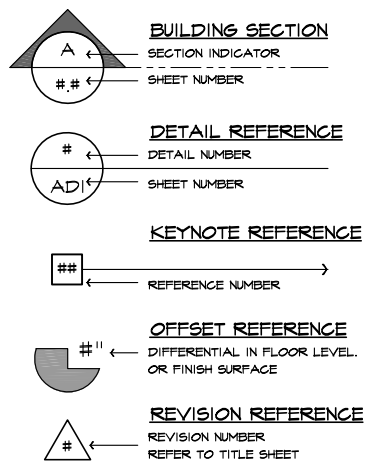 BUILDING SECTION
A
SECTION INDICATOR
#.#
SHEET NUMBER
DETAIL REFERENCE
#
DETAIL NUMBER
AD1
SHEET NUMBER
KEYNOTE REFERENCE
##
REFERENCE NUMBER
OFFSET REFERENCE
#"
DIFFERENTIAL IN FLOOR LEVEL.
OR FINISH SURFACE
REVISION REFERENCE
REVISION NUMBER
#
REFER TO TITLE SHEET